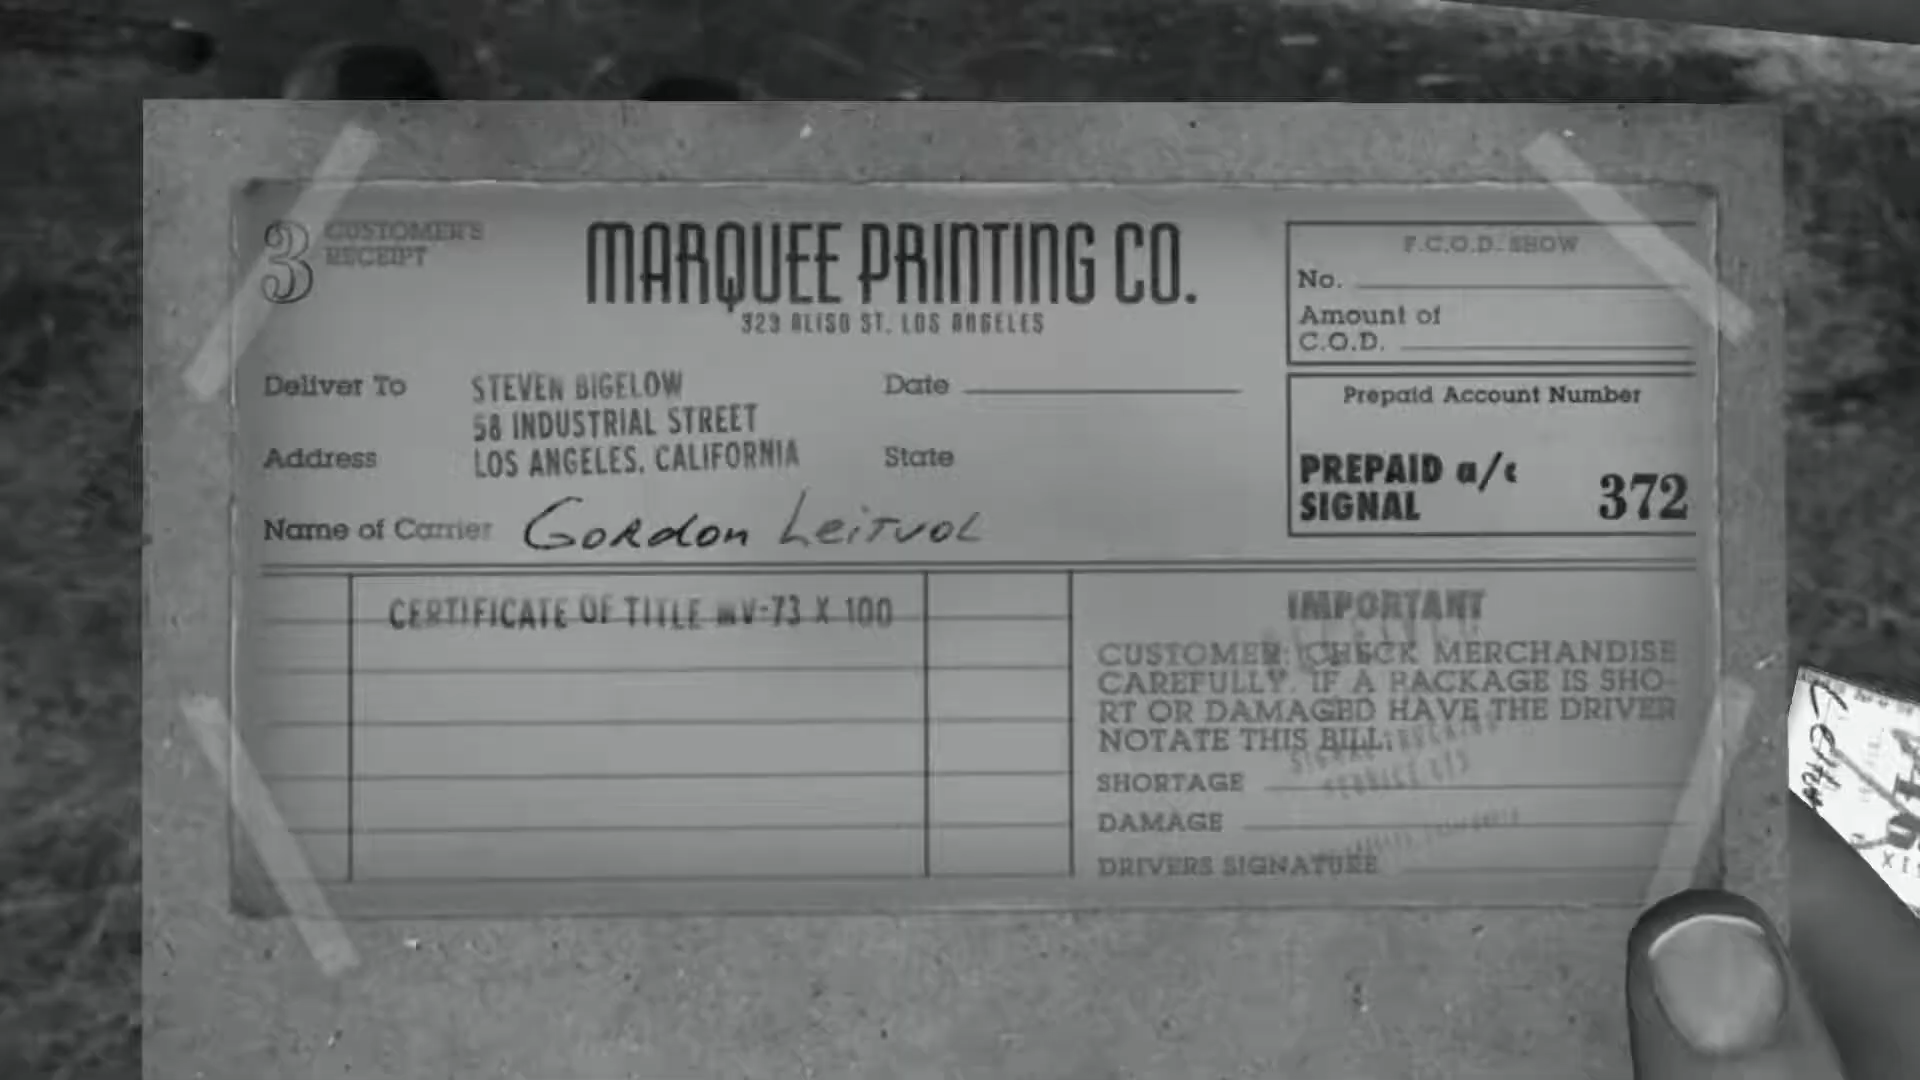 3 CUSTOMER'S
RECEIPT
MARQUEE PRINTING CO.
323 ALISO ST. LOS ANGELES
F.C.O.D. SHOW
No.
Amount of
C.O.D.
Deliver To STEVEN BIGELOW
58 INDUSTRIAL STREET
Address LOS ANGELES, CALIFORNIA
Date
State
Prepaid Account Number
PREPAID a/c
SIGNAL 372
Name of Carrier Gordon Leitvol
CERTIFICATE OF TITLE MV-73 X 100
IMPORTANT
CUSTOMER: CHECK MERCHANDISE
CAREFULLY. IF A PACKAGE IS SHO-
RT OR DAMAGED HAVE THE DRIVER
NOTATE THIS BILL:
SHORTAGE
DAMAGE
DRIVERS SIGNATURE
RECEIVED
TRUCKING